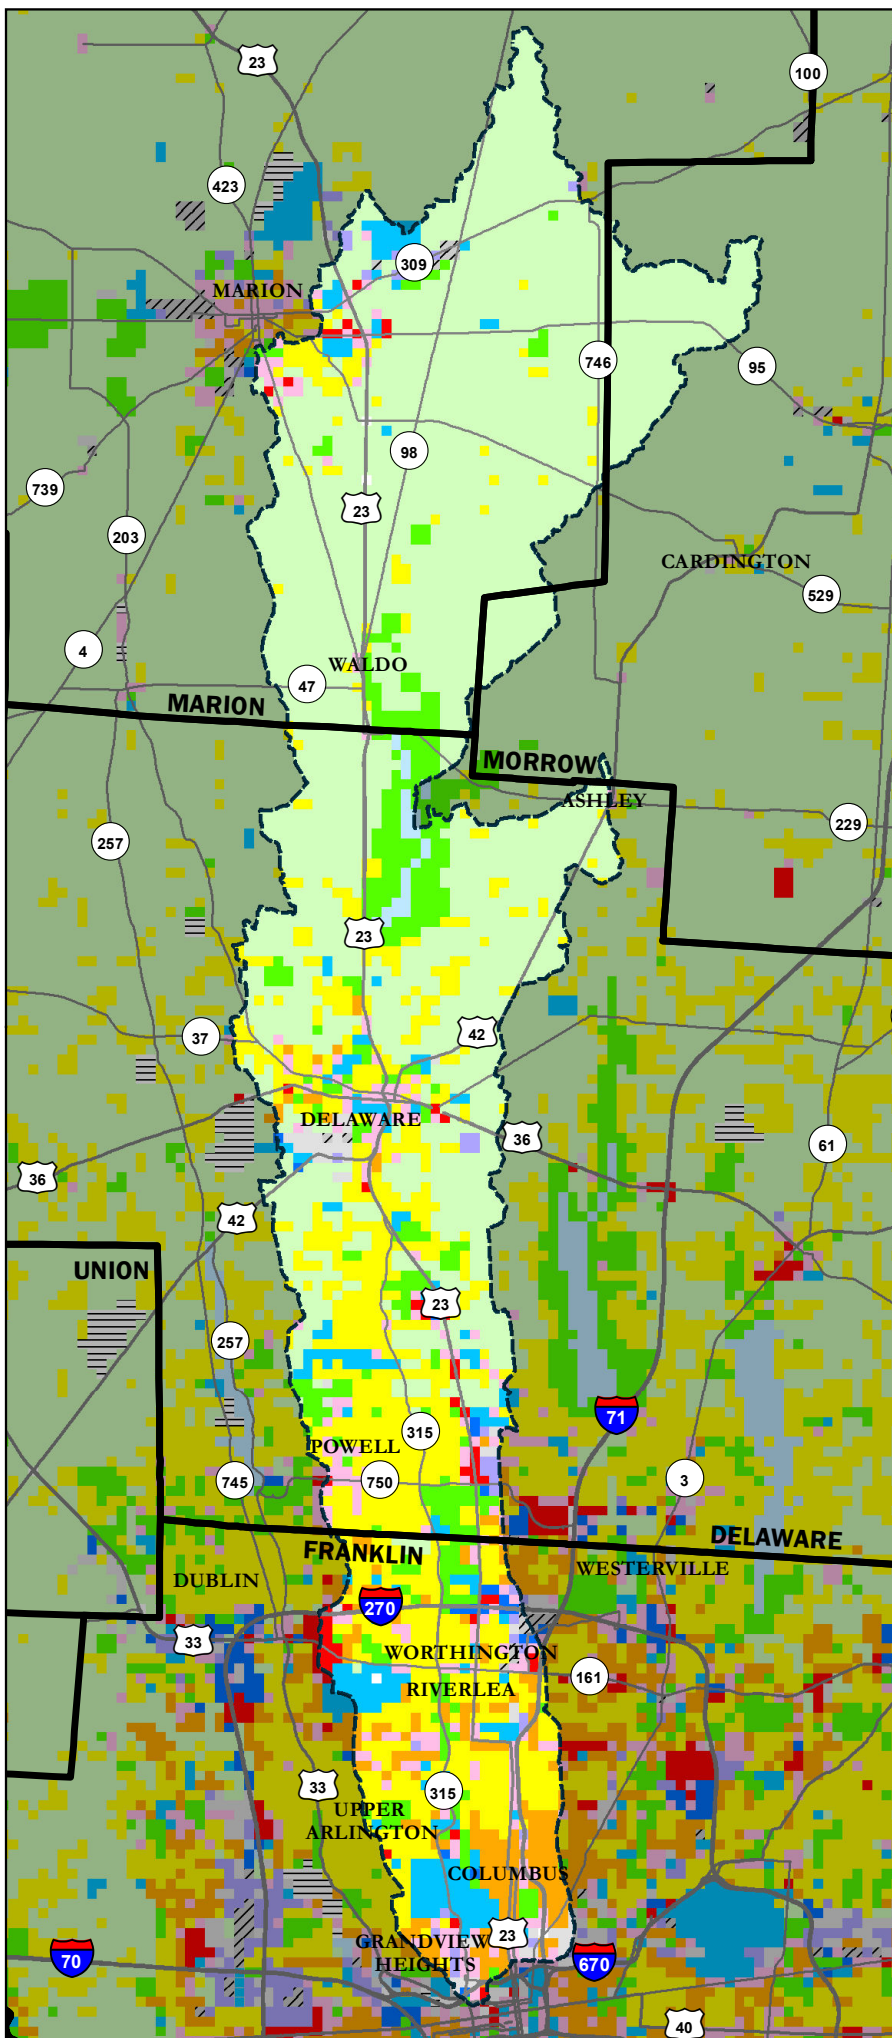 23
100
423
309
MARION
746
95
98
739
23
203
CARDINGTON
529
4
WALDO
47
MARION
MORROW
ASHLEY
229
257
23
37
42
DELAWARE
36
61
36
42
UNION
23
257
71
315
POWELL
745
750
3
DELAWARE
FRANKLIN
WESTERVILLE
DUBLIN
270
33
WORTHINGTON
161
RIVERLEA
33
315
UPPER
ARLINGTON
COLUMBUS
23
GRANDVIEW
HEIGHTS
70
670
40